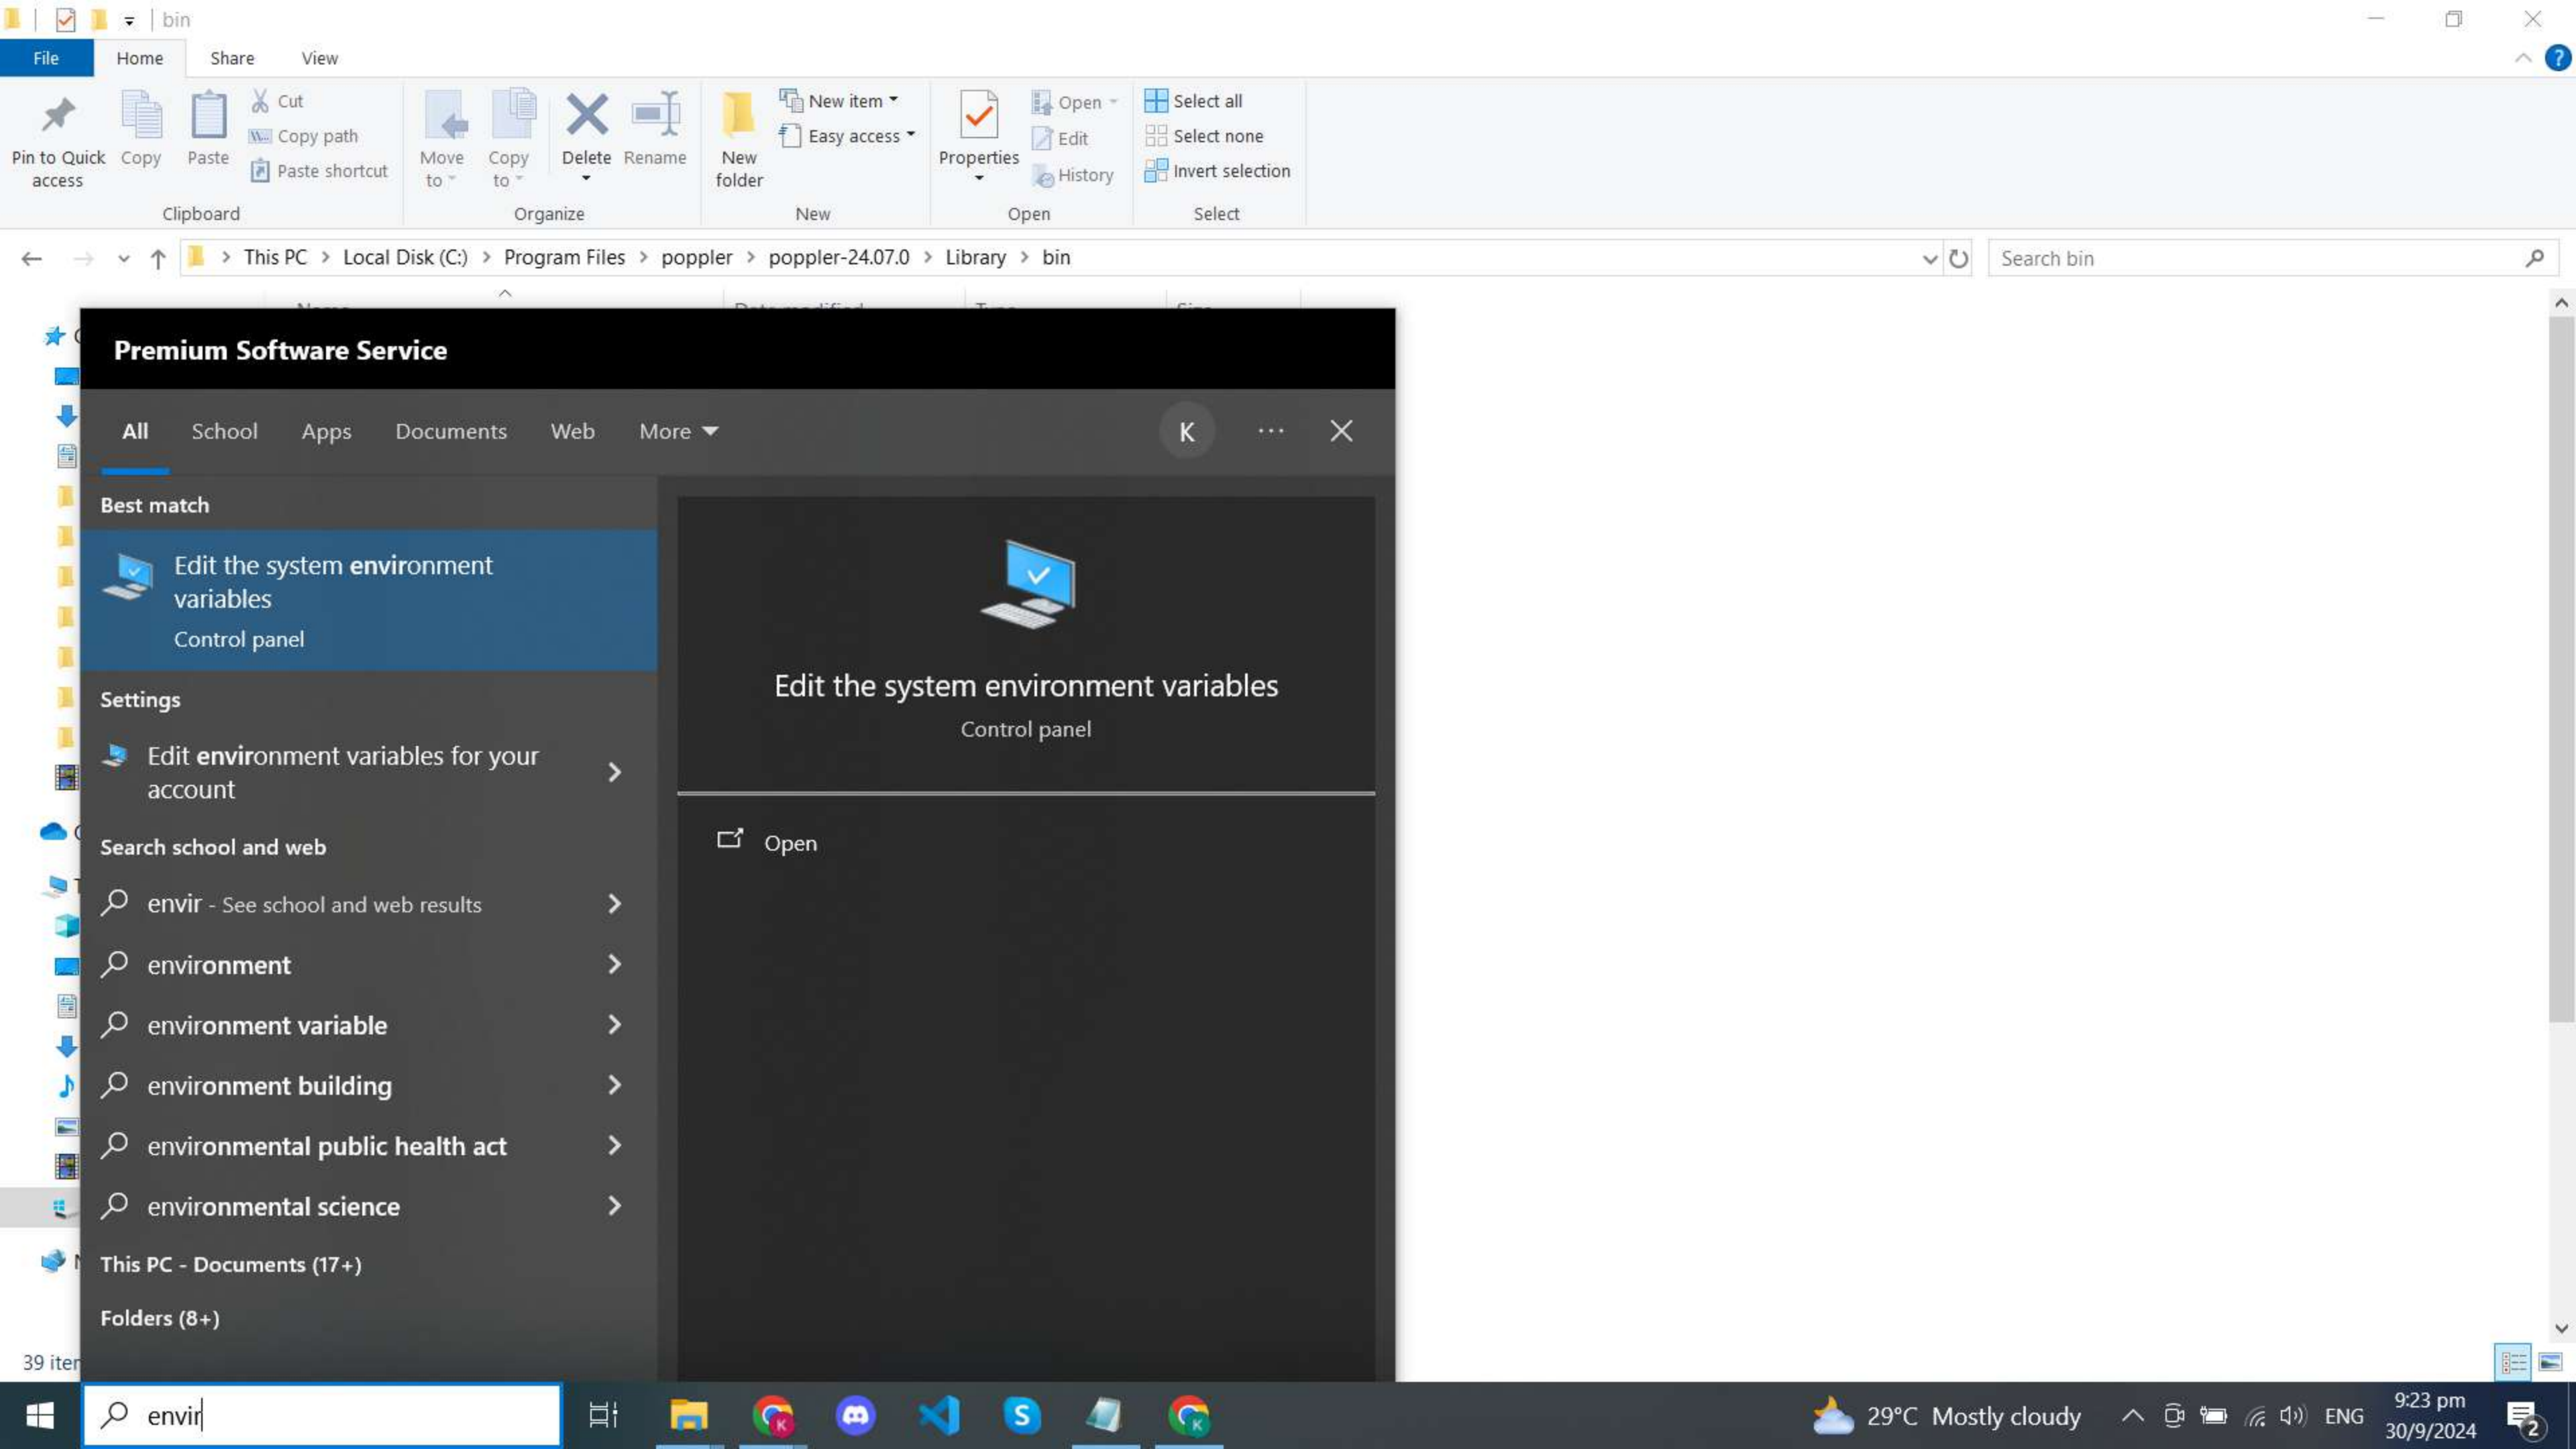 bin
File Home Share View
Pin to Quick access
Copy
Paste
Cut
Copy path
Paste shortcut
Clipboard
Move to
Copy to
Delete
Rename
Organize
New folder
New item
Easy access
New
Properties
Open
Edit
History
Open
Select all
Select none
Invert selection
Select
This PC > Local Disk (C:) > Program Files > poppler > poppler-24.07.0 > Library > bin
Search bin
Premium Software Service
All School Apps Documents Web More
K
Best match
Edit the system environment
variables
Control panel
Settings
Edit environment variables for your
account
Search school and web
envir - See school and web results
environment
environment variable
environment building
environmental public health act
environmental science
This PC - Documents (17+)
Folders (8+)
Edit the system environment variables
Control panel
Open
39 iter
envir
29°C Mostly cloudy
ENG
9:23 pm
30/9/2024
2